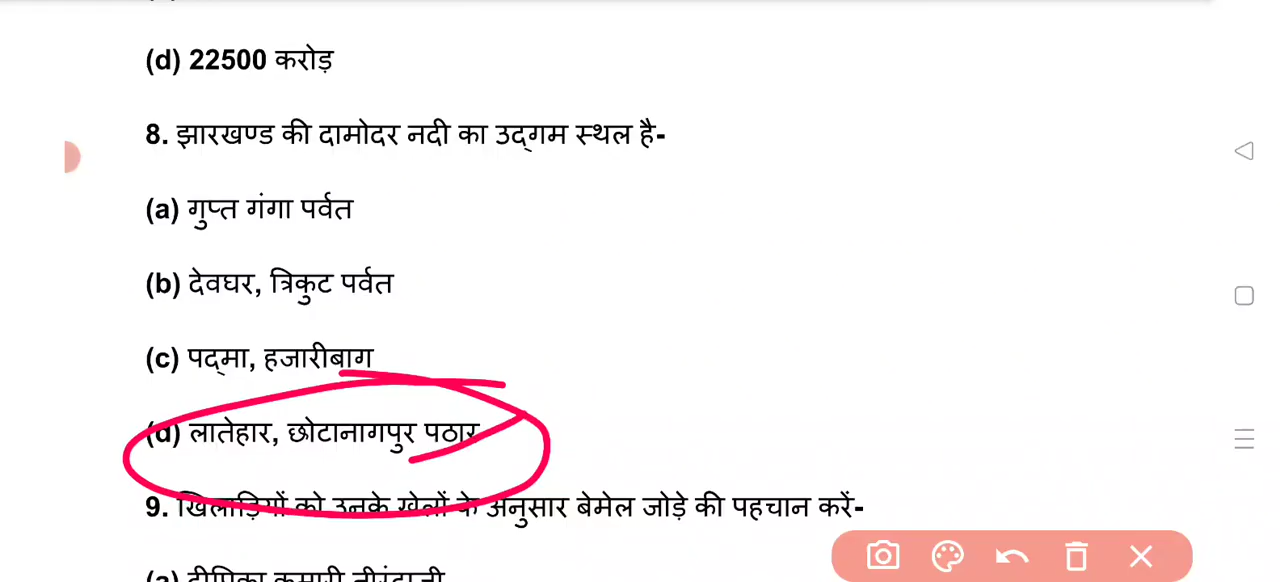 (d) 22500 करोड़
8. झारखण्ड की दामोदर नदी का उद्‌गम स्थल है-
(a) गुप्त गंगा पर्वत
(b) देवघर, त्रिकुट पर्वत
(c) पद्‌मा, हजारीबाग
(d) लातेहार, छोटानागपुर पठार
9. खिलाड़ियों को उनके खेलों के अनुसार बेमेल जोड़े की पहचान करें-
(a) दीपिका कुमारी तीरंदाजी